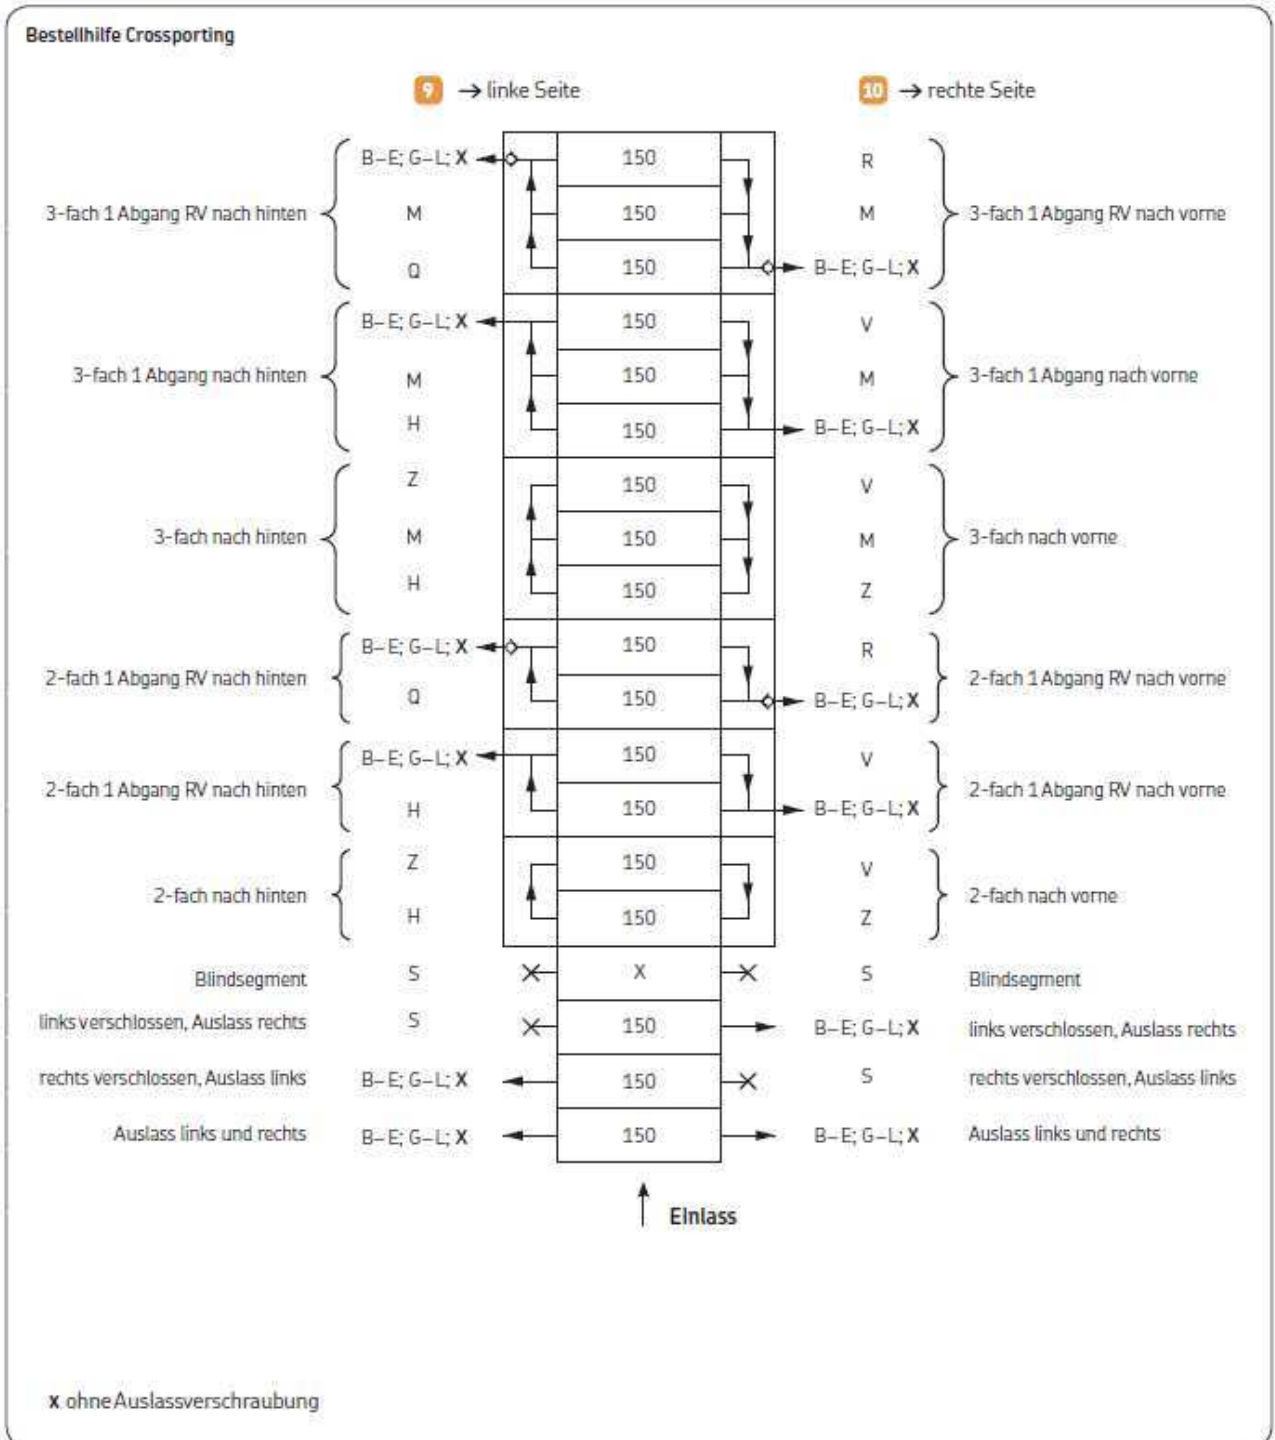 Bestellhilfe Crossporting
9 → linke Seite 10 → rechte Seite
B–E; G–L; X 150 R
3-fach 1 Abgang RV nach hinten M 150 M 3-fach 1 Abgang RV nach vorne
Q 150 B–E; G–L; X
B–E; G–L; X 150 V
3-fach 1 Abgang nach hinten M 150 M 3-fach 1 Abgang nach vorne
H 150 B–E; G–L; X
Z 150 V
3-fach nach hinten M 150 M 3-fach nach vorne
H 150 Z
B–E; G–L; X 150 R
2-fach 1 Abgang RV nach hinten 2-fach 1 Abgang RV nach vorne
Q 150 B–E; G–L; X
B–E; G–L; X 150 V
2-fach 1 Abgang RV nach hinten 2-fach 1 Abgang RV nach vorne
H 150 B–E; G–L; X
Z 150 V
2-fach nach hinten 2-fach nach vorne
H 150 Z
Blindsegment S X S Blindsegment
links verschlossen, Auslass rechts S 150 B–E; G–L; X links verschlossen, Auslass rechts
rechts verschlossen, Auslass links B–E; G–L; X 150 S rechts verschlossen, Auslass links
Auslass links und rechts B–E; G–L; X 150 B–E; G–L; X Auslass links und rechts
Einlass
x ohne Auslassverschraubung